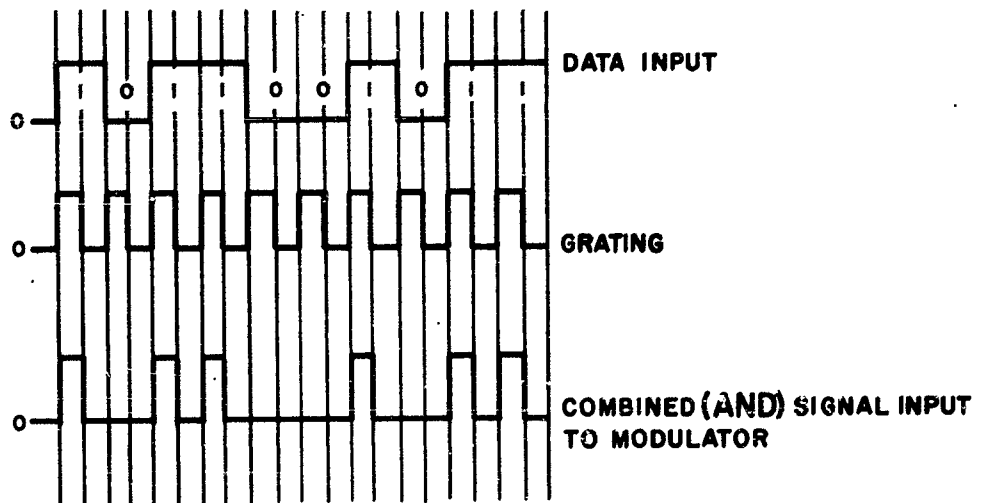 DATA INPUT
1 0 1 1 0 0 1 0 1 1
0
0
GRATING
0
COMBINED (AND) SIGNAL INPUT
TO MODULATOR